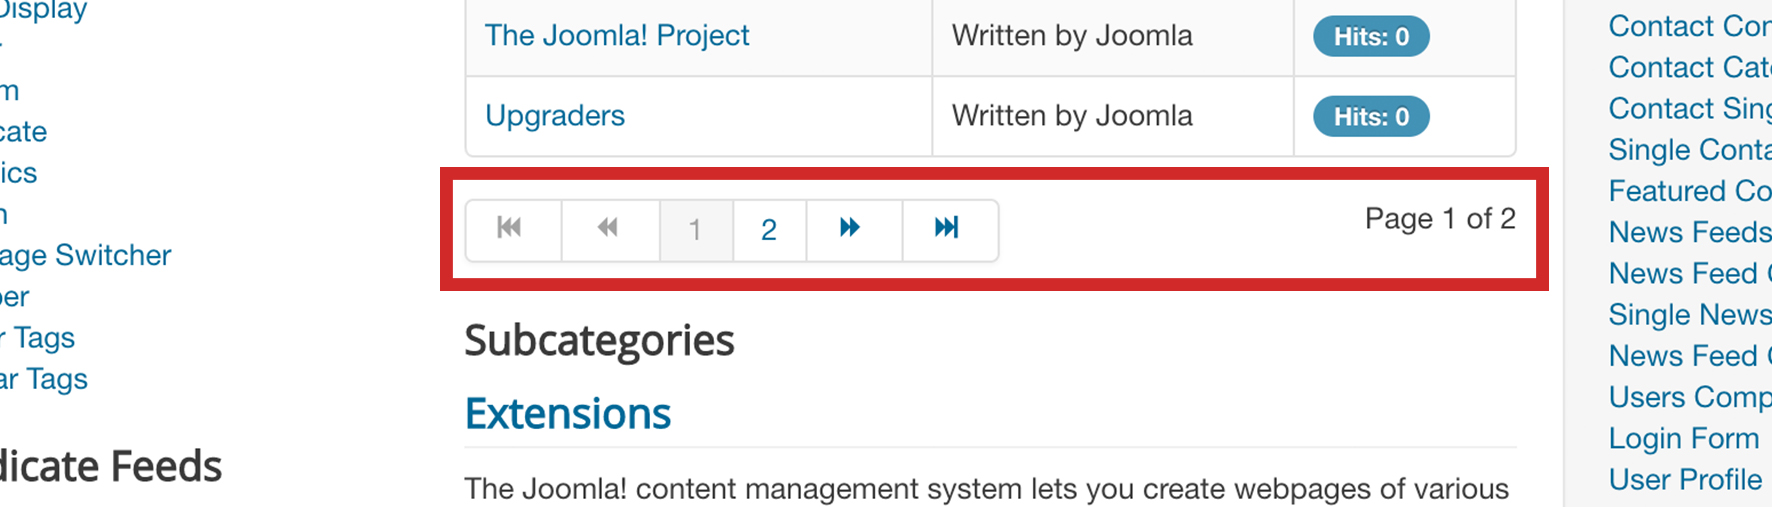 Display
m
cate
ics
n
age Switcher
per
r Tags
ar Tags
dicate Feeds
The Joomla! Project Written by Joomla Hits: 0
Upgraders Written by Joomla Hits: 0
1 2 Page 1 of 2
Subcategories
Extensions
The Joomla! content management system lets you create webpages of various
Contact Con
Contact Cat
Contact Sing
Single Conta
Featured Co
News Feeds
News Feed
Single News
News Feed
Users Comp
Login Form
User Profile